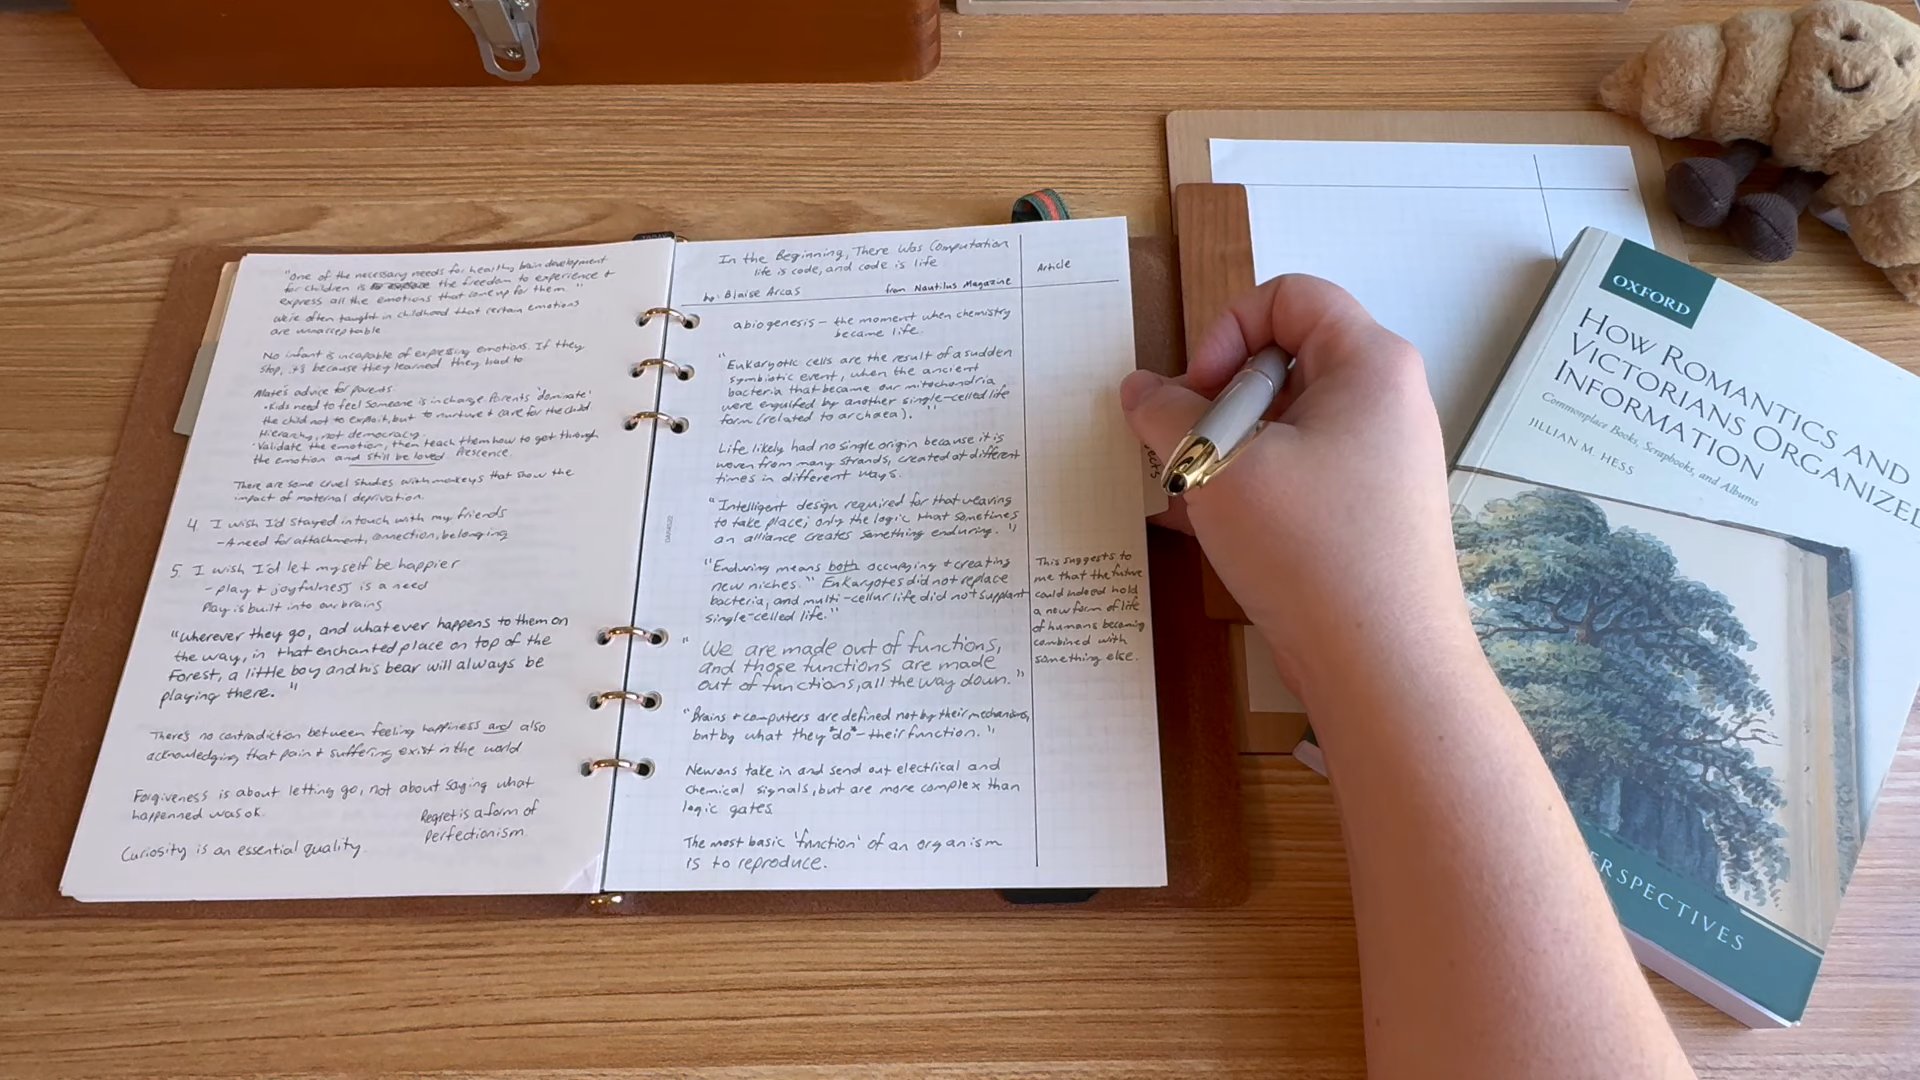 "One of the necessary needs for healthy brain development
for children is the freedom to experience +
express all the emotions that come up for them."
We're often taught in childhood that certain emotions
are unacceptable
No infant is incapable of expressing emotions. If they
stop, it's because they learned they had to
Mate's advice for parents
• Kids need to feel someone is in charge. Parents 'dominate'
the child not to exploit, but to nurture + care for the child
Hierarchy, not democracy.
• Validate the emotion, then teach them how to get through
the emotion and still be loved
There are some cruel studies with monkeys that show the
impact of maternal deprivation.
4. I wish I'd stayed in touch with my friends
- A need for attachment, connection, belonging
5. I wish I'd let myself be happier
- play + joyfulness is a need
Play is built into our brains
"Wherever they go, and whatever happens to them on
the way, in that enchanted place on top of the
Forest, a little boy and his bear will always be
playing there."
There's no contradiction between feeling happiness and also
acknowledging that pain + suffering exist in the world
Forgiveness is about letting go, not about saying what
happenned was ok.
Regret is a form of
perfectionism.
Curiosity is an essential quality.
In the Beginning, There Was Computation
life is code, and code is life
Article
by: Blaise Arcas from Nautilus Magazine
abiogenesis – the moment when chemistry
became life.
"Eukaryotic cells are the result of a sudden
symbiotic event, when the ancient
bacteria that became our mitochondria
were engulfed by another single-celled life
form (related to archaea)."
Life likely had no single origin because it is
woven from many strands, created at different
times in different ways.
"Intelligent design required for that weaving
to take place; only the logic that sometimes
an alliance creates something enduring."
"Enduring means both occupying + creating
new niches." Enkaryotes did not replace
bacteria, and multi-cellur life did not supplant
single-celled life."
This suggests to
me that the future
could indeed hold
a new form of life
of humans becoming
combined with
something else.
"We are made out of functions,
and those functions are made
out of functions, all the way down."
"Brains + computers are defined not by their mechanisms,
but by what they "do" – their function."
Neurons take in and send out electrical and
chemical signals, but are more complex than
logic gates.
The most basic 'function' of an organism
is to reproduce.
OXFORD
HOW ROMANTICS AND
VICTORIANS ORGANIZED
INFORMATION
Commonplace Books, Scrapbooks, and Albums
JILLIAN M. HESS